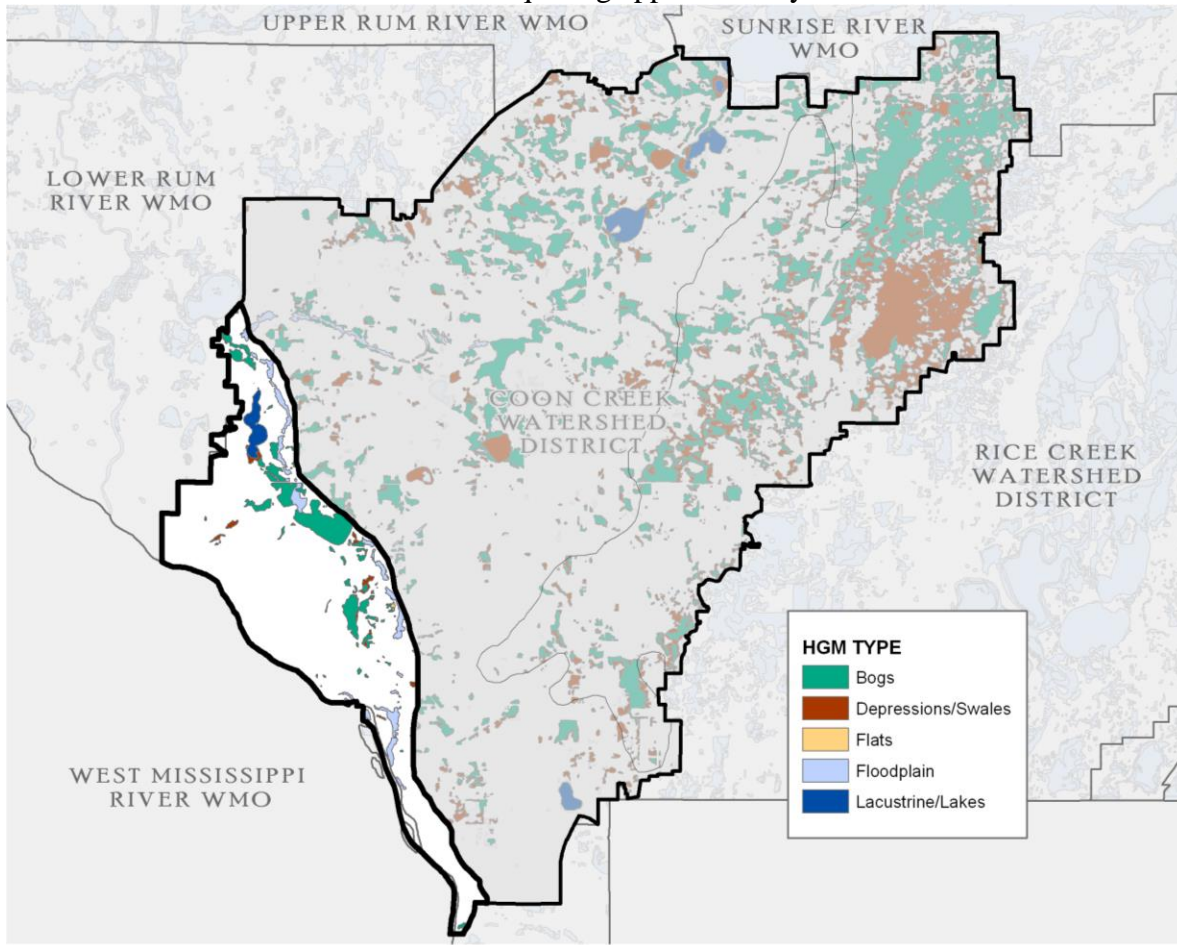 UPPER RUM RIVER WMO
SUNRISE RIVER
WMO
LOWER RUM
RIVER WMO
COON CREEK
WATERSHED
DISTRICT
RICE CREEK
WATERSHED
DISTRICT
WEST MISSISSIPPI
RIVER WMO
HGM TYPE
Bogs
Depressions/Swales
Flats
Floodplain
Lacustrine/Lakes